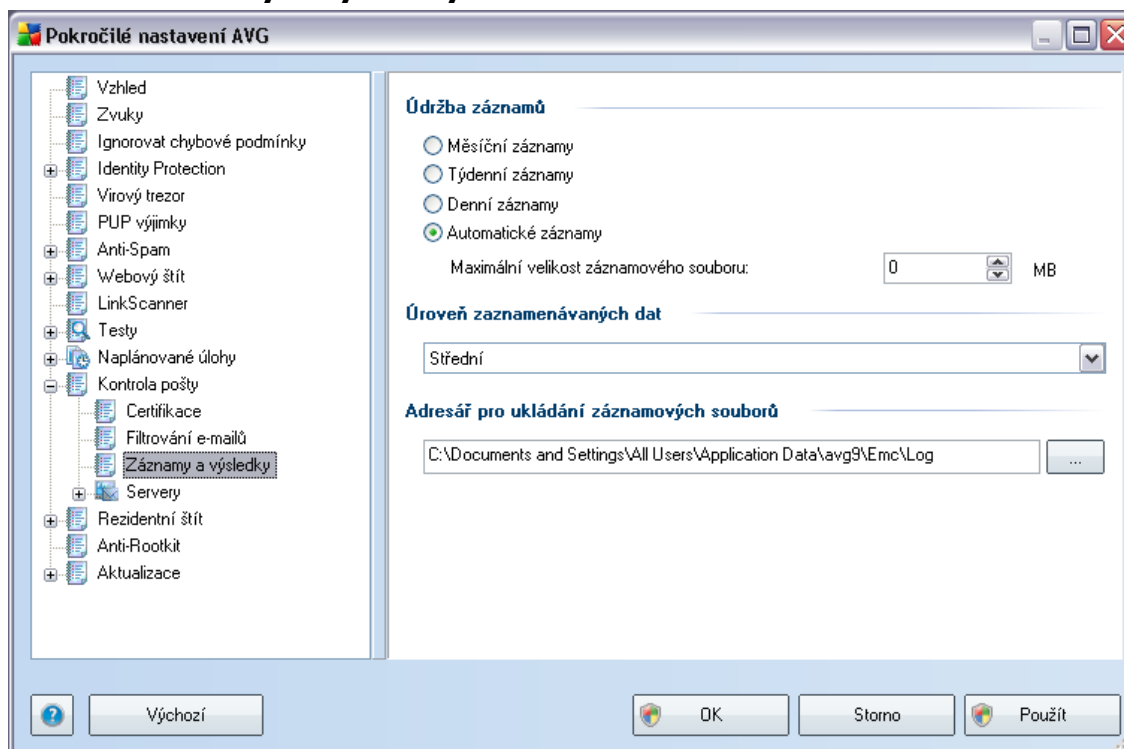 Pokročilé nastavení AVG
Vzhled
Zvuky
Ignorovat chybové podmínky
Identity Protection
Virový trezor
PUP výjimky
Anti-Spam
Webový štít
LinkScanner
Testy
Naplánované úlohy
Kontrola pošty
Certifikace
Filtrování e-mailů
Záznamy a výsledky
Servery
Rezidentní štít
Anti-Rootkit
Aktualizace
Údržba záznamů
Měsíční záznamy
Týdenní záznamy
Denní záznamy
Automatické záznamy
Maximální velikost záznamového souboru: 0 MB
Úroveň zaznamenávaných dat
Střední
Adresář pro ukládání záznamových souborů
C:\Documents and Settings\All Users\Application Data\avg9\Emc\Log ...
Výchozí OK Storno Použít